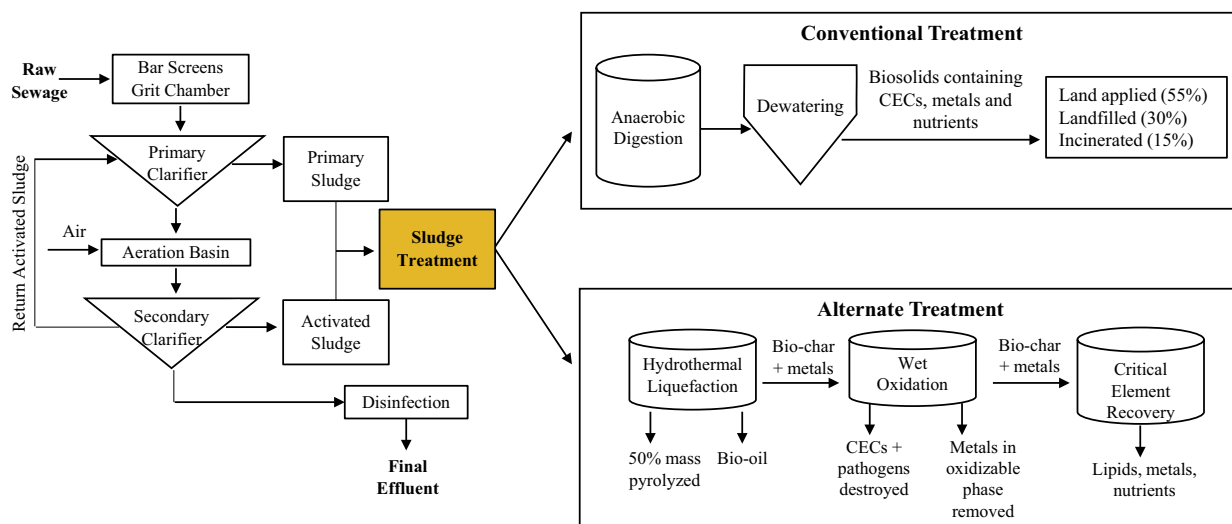 Raw
Sewage
Bar Screens
Grit Chamber
Primary
Clarifier
Primary
Sludge
Return Activated Sludge
Air
Aeration Basin
Sludge
Treatment
Secondary
Clarifier
Activated
Sludge
Disinfection
Final
Effluent
Conventional Treatment
Anaerobic
Digestion
Dewatering
Biosolids containing
CECs, metals and
nutrients
Land applied (55%)
Landfilled (30%)
Incinerated (15%)
Alternate Treatment
Hydrothermal
Liquefaction
Bio-char
+ metals
Wet
Oxidation
Bio-char
+ metals
Critical
Element
Recovery
50% mass
pyrolyzed
Bio-oil
CECs +
pathogens
destroyed
Metals in
oxidizable
phase
removed
Lipids, metals,
nutrients